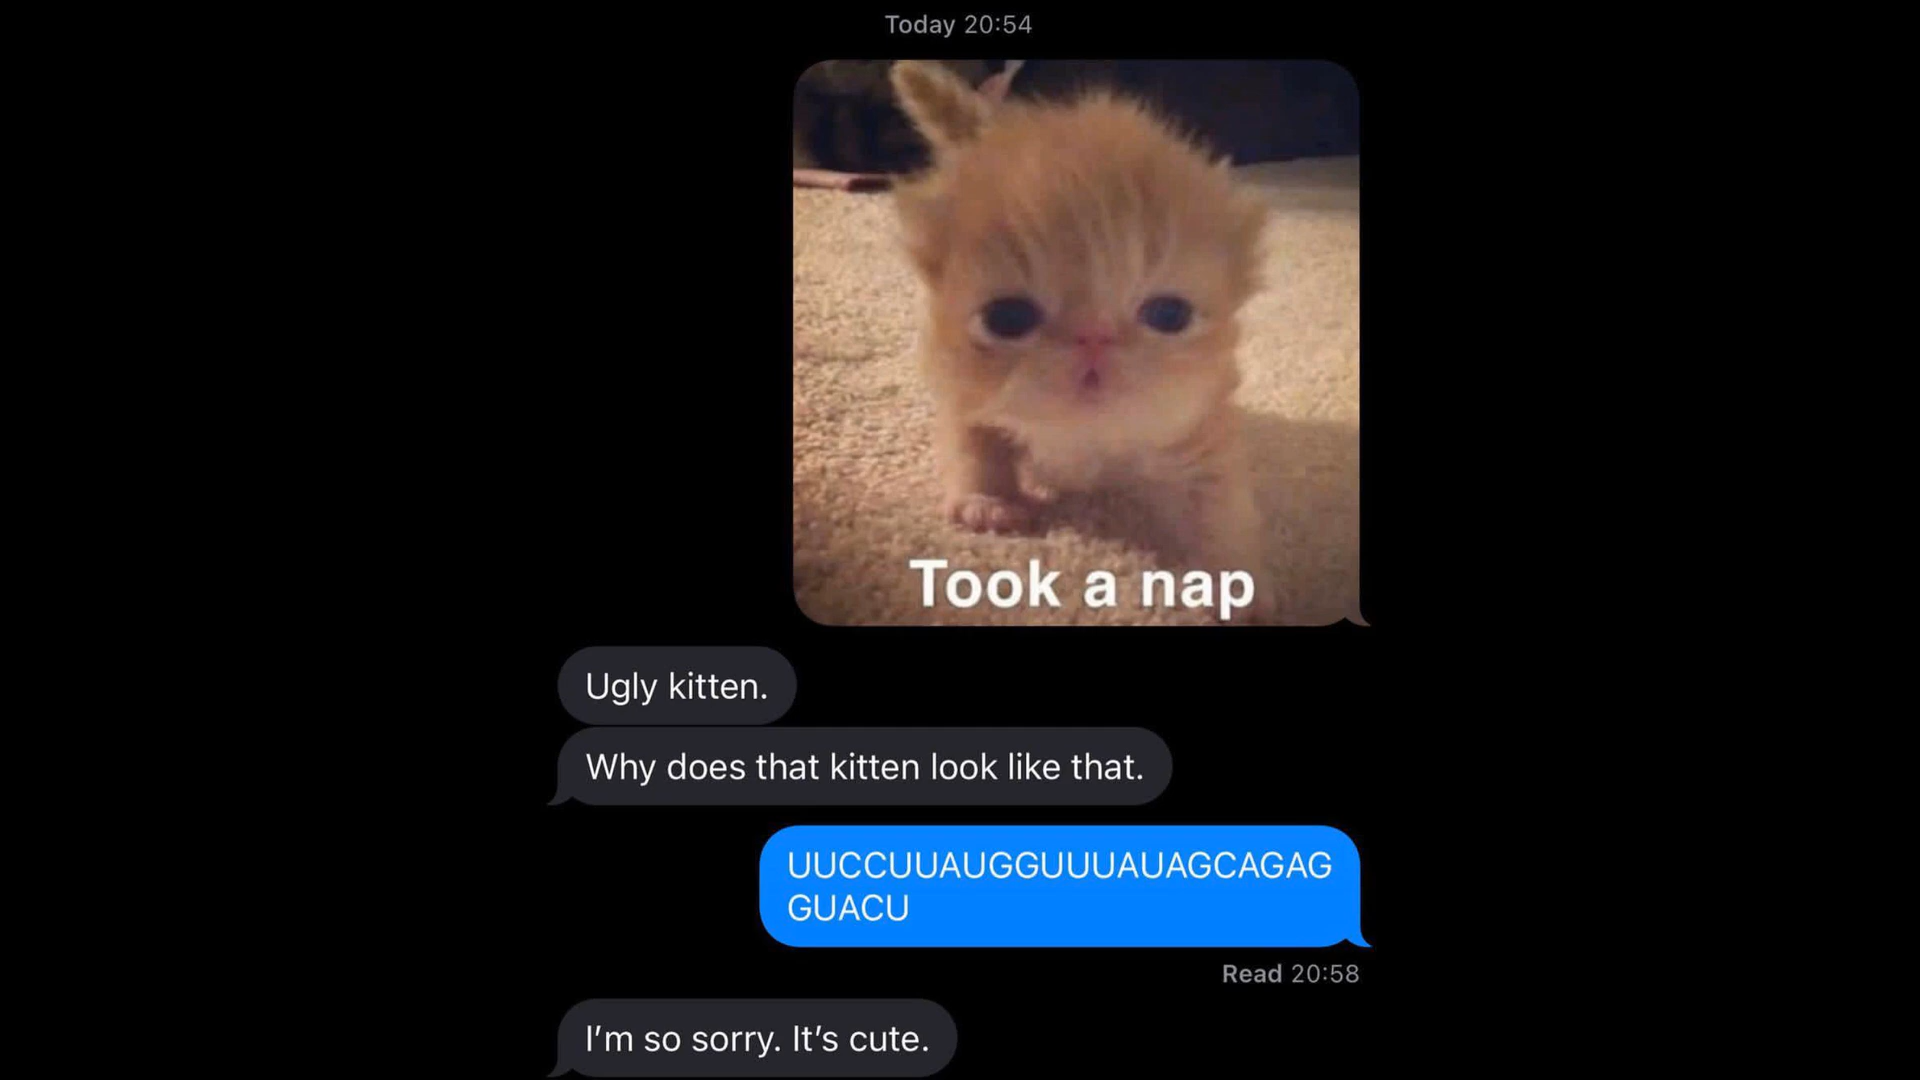 Today 20:54
Took a nap
Ugly kitten.
Why does that kitten look like that.
UUCCUUAUGGUUUAUAGCAGAG
GUACU
Read 20:58
I’m so sorry. It’s cute.